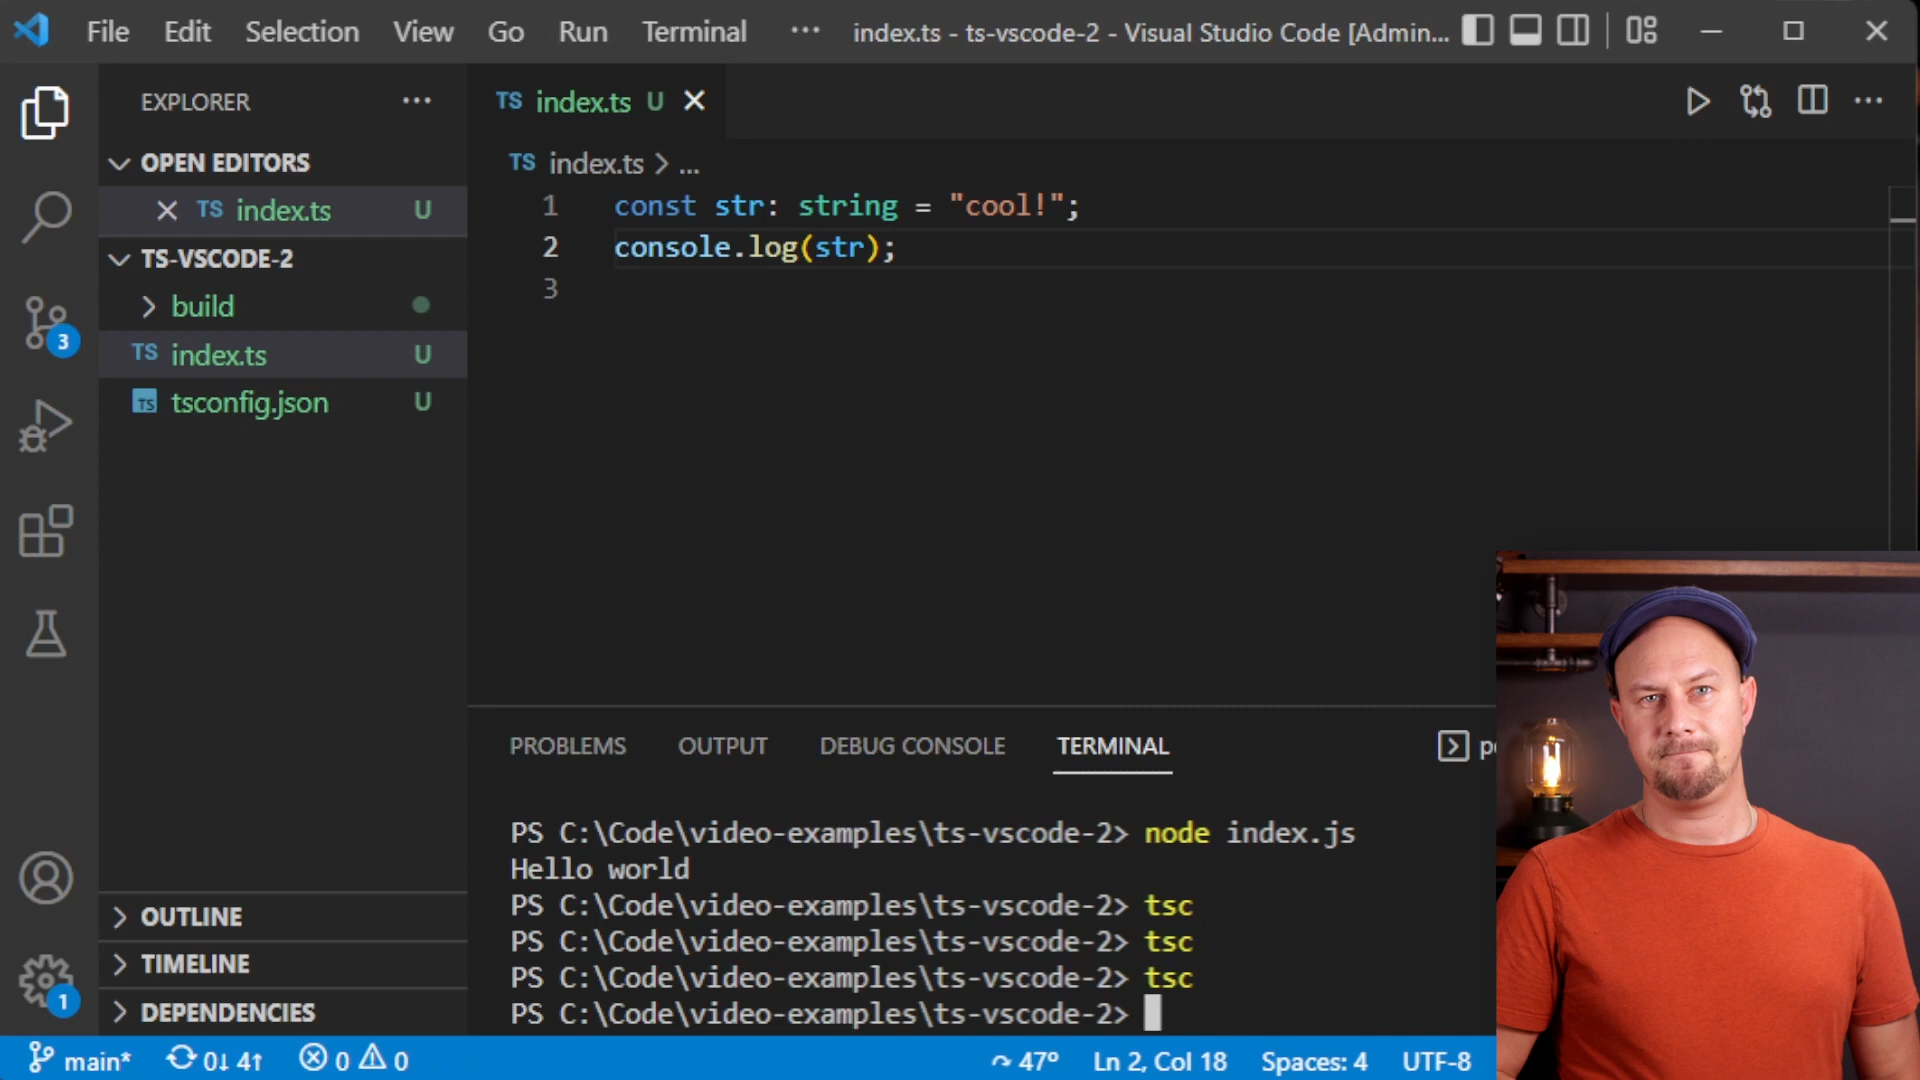 File Edit Selection View Go Run Terminal ··· index.ts - ts-vscode-2 - Visual Studio Code [Admin...
EXPLORER ···
OPEN EDITORS
TS index.ts U
TS-VSCODE-2
build
TS index.ts U
TS tsconfig.json U
OUTLINE
TIMELINE
DEPENDENCIES
3
1
TS index.ts U
TS index.ts > ...
1 const str: string = "cool!";
2 console.log(str);
3
PROBLEMS OUTPUT DEBUG CONSOLE TERMINAL
PS C:\Code\video-examples\ts-vscode-2> node index.js
Hello world
PS C:\Code\video-examples\ts-vscode-2> tsc
PS C:\Code\video-examples\ts-vscode-2> tsc
PS C:\Code\video-examples\ts-vscode-2> tsc
PS C:\Code\video-examples\ts-vscode-2>
main* 0↓ 4↑ 0 0 47° Ln 2, Col 18 Spaces: 4 UTF-8